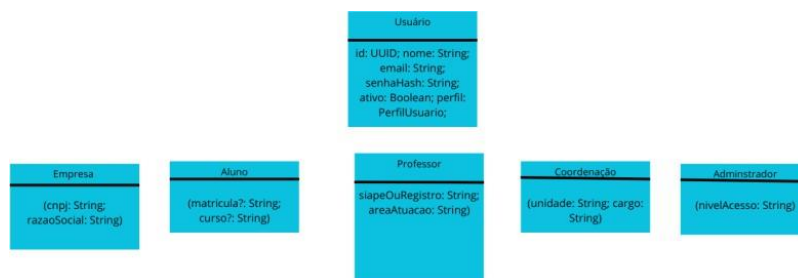 Usuário
id: UUID; nome: String;
email: String;
senhaHash: String;
ativo: Boolean; perfil:
PerfilUsuario;
Empresa
(cnpj: String;
razaoSocial: String)
Aluno
(matricula?: String;
curso?: String)
Professor
siapeOuRegistro: String;
areaAtuacao: String)
Coordenação
(unidade: String; cargo:
String)
Adminstrador
(nivelAcesso: String)